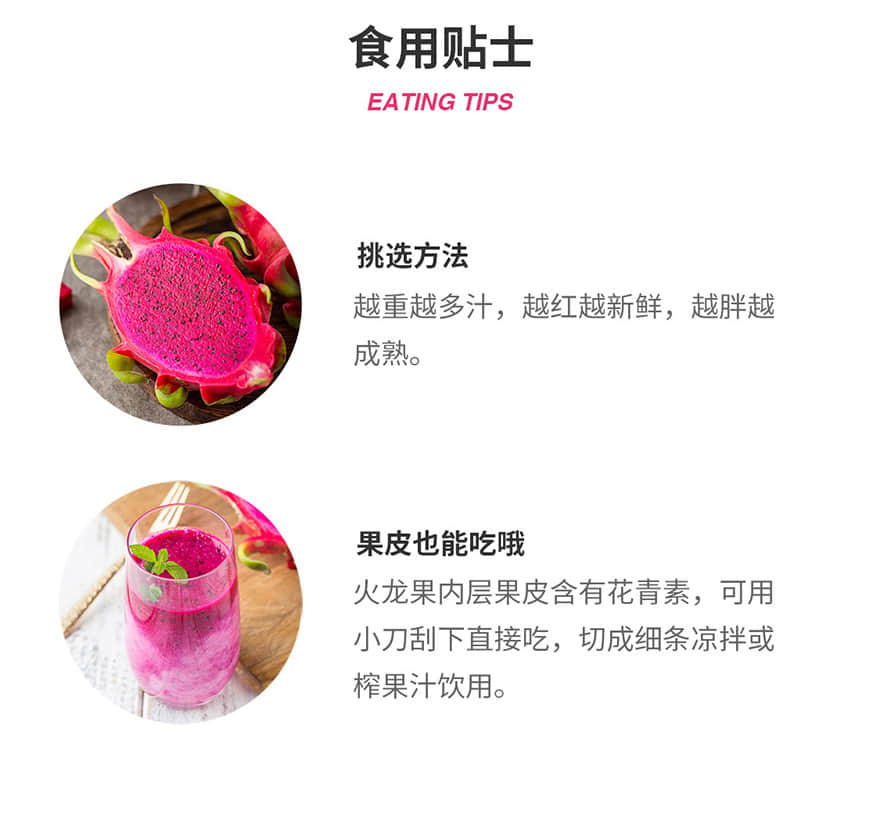 食用贴士
EATING TIPS
挑选方法
越重越多汁，越红越新鲜，越胖越
成熟。
果皮也能吃哦
火龙果内层果皮含有花青素，可用
小刀刮下直接吃，切成细条凉拌或
榨果汁饮用。